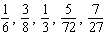 1/6, 3/8, 1/3, 5/72, 7/27